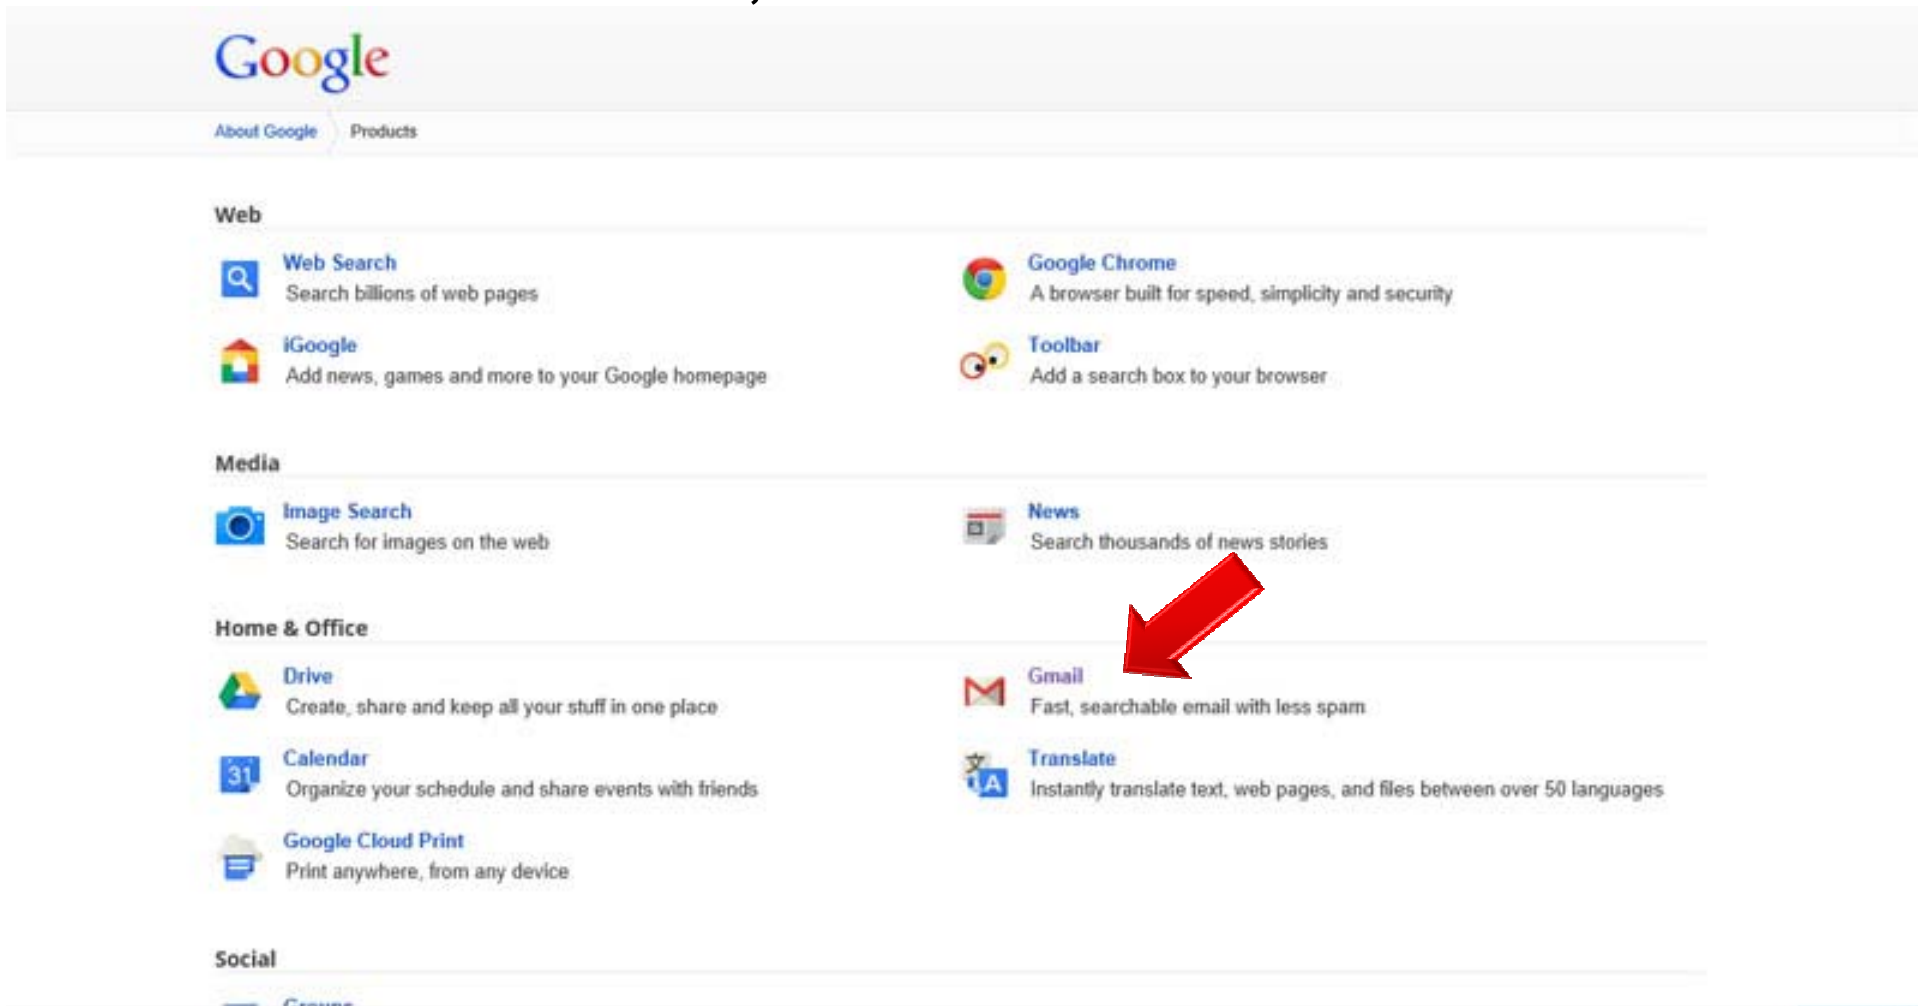 Google
About Google
Products
Web
Web Search
Search billions of web pages
Google Chrome
A browser built for speed, simplicity and security
iGoogle
Add news, games and more to your Google homepage
Toolbar
Add a search box to your browser
Media
Image Search
Search for images on the web
News
Search thousands of news stories
Home & Office
Drive
Create, share and keep all your stuff in one place
Gmail
Fast, searchable email with less spam
Calendar
31
Organize your schedule and share events with friends
Translate
文
A
Instantly translate text, web pages, and files between over 50 languages
Google Cloud Print
Print anywhere, from any device
Social